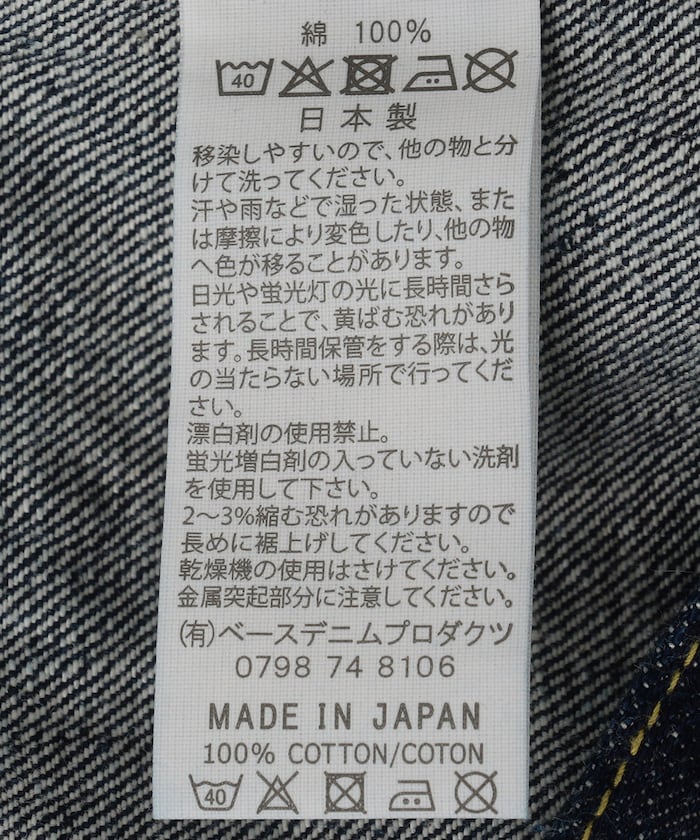 綿 100%
40
日本製
移染しやすいので、他の物と分
けて洗ってください。
汗や雨などで湿った状態、また
は摩擦により変色したり、他の物
へ色が移ることがあります。
日光や蛍光灯の光に長時間さら
されることで、黄ばむ恐れがあり
ます。長時間保管をする際は、光
の当たらない場所で行ってくだ
さい。
漂白剤の使用禁止。
蛍光増白剤の入っていない洗剤
を使用して下さい。
2〜3%縮む恐れがありますので
長めに裾上げしてください。
乾燥機の使用はさけてください。
金属突起部分に注意してください。
(有)ベースデニムプロダクツ
0798 74 8106
MADE IN JAPAN
100% COTTON/COTON
40